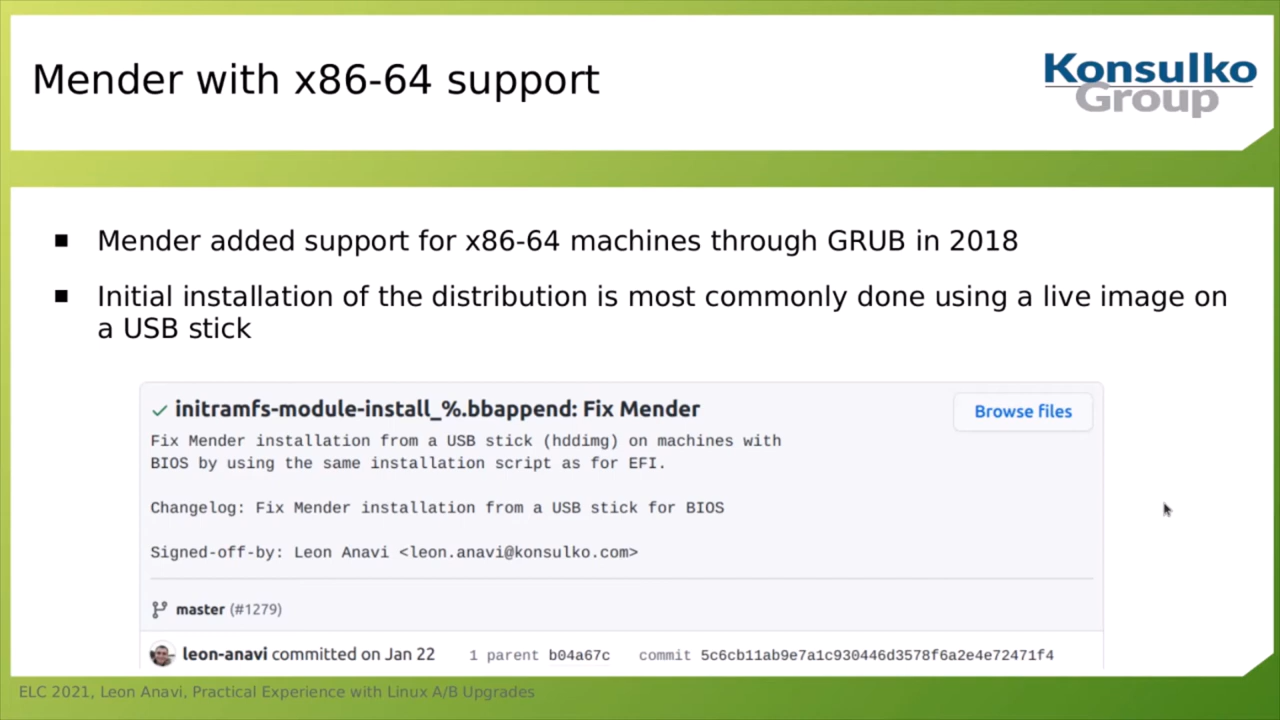 Mender with x86-64 support
Konsulko
Group
Mender added support for x86-64 machines through GRUB in 2018
Initial installation of the distribution is most commonly done using a live image on
a USB stick
initramfs-module-install_%.bbappend: Fix Mender
Browse files
Fix Mender installation from a USB stick (hddimg) on machines with
BIOS by using the same installation script as for EFI.
Changelog: Fix Mender installation from a USB stick for BIOS
Signed-off-by: Leon Anavi <leon.anavi@konsulko.com>
master (#1279)
leon-anavi committed on Jan 22 1 parent b04a67c commit 5c6cb11ab9e7a1c930446d3578f6a2e4e72471f4
ELC 2021, Leon Anavi, Practical Experience with Linux A/B Upgrades